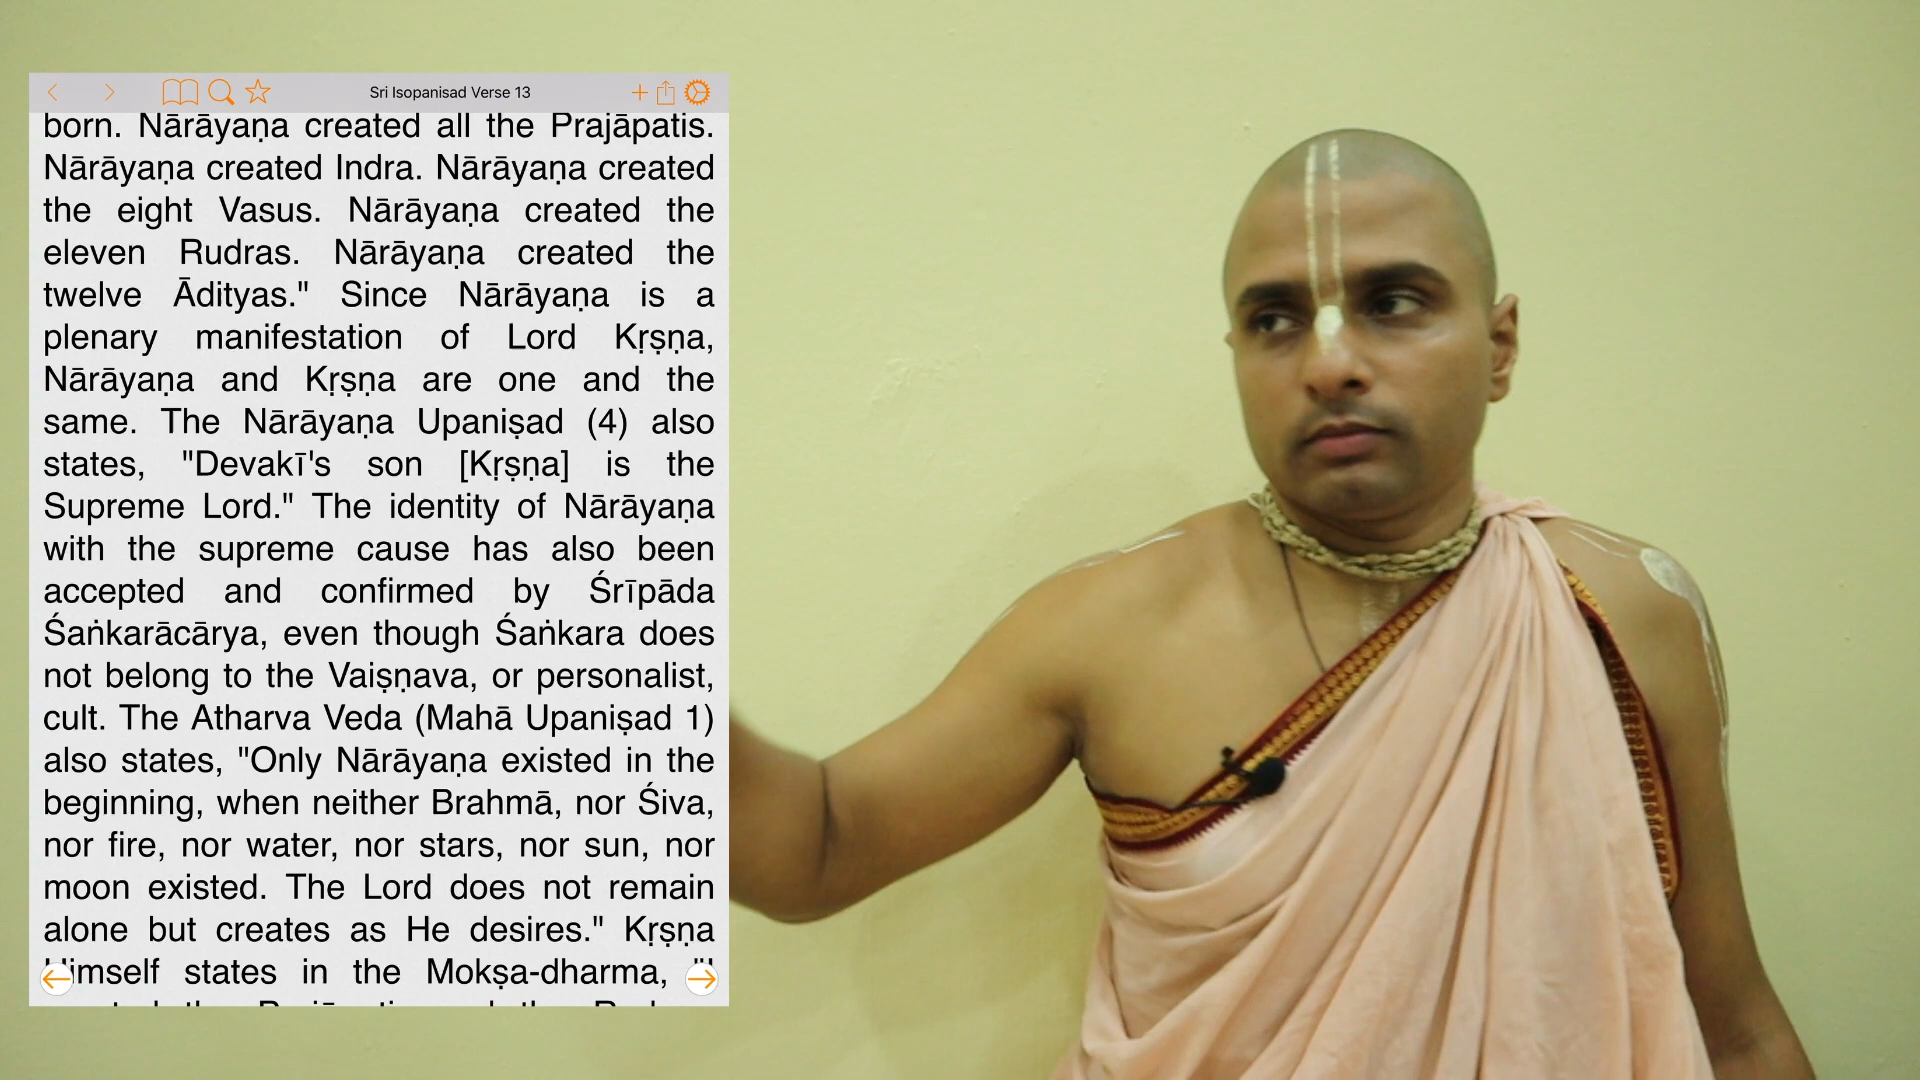 Sri Isopanisad Verse 13
born. Nārāyaṇa created all the Prajāpatis.
Nārāyaṇa created Indra. Nārāyaṇa created
the eight Vasus. Nārāyaṇa created the
eleven Rudras. Nārāyaṇa created the
twelve Ādityas." Since Nārāyaṇa is a
plenary manifestation of Lord Kṛṣṇa,
Nārāyaṇa and Kṛṣṇa are one and the
same. The Nārāyaṇa Upaniṣad (4) also
states, "Devakī's son [Kṛṣṇa] is the
Supreme Lord." The identity of Nārāyaṇa
with the supreme cause has also been
accepted and confirmed by Śrīpāda
Śaṅkarācārya, even though Śaṅkara does
not belong to the Vaiṣṇava, or personalist,
cult. The Atharva Veda (Mahā Upaniṣad 1)
also states, "Only Nārāyaṇa existed in the
beginning, when neither Brahmā, nor Śiva,
nor fire, nor water, nor stars, nor sun, nor
moon existed. The Lord does not remain
alone but creates as He desires." Kṛṣṇa
Himself states in the Mokṣa-dharma, "I